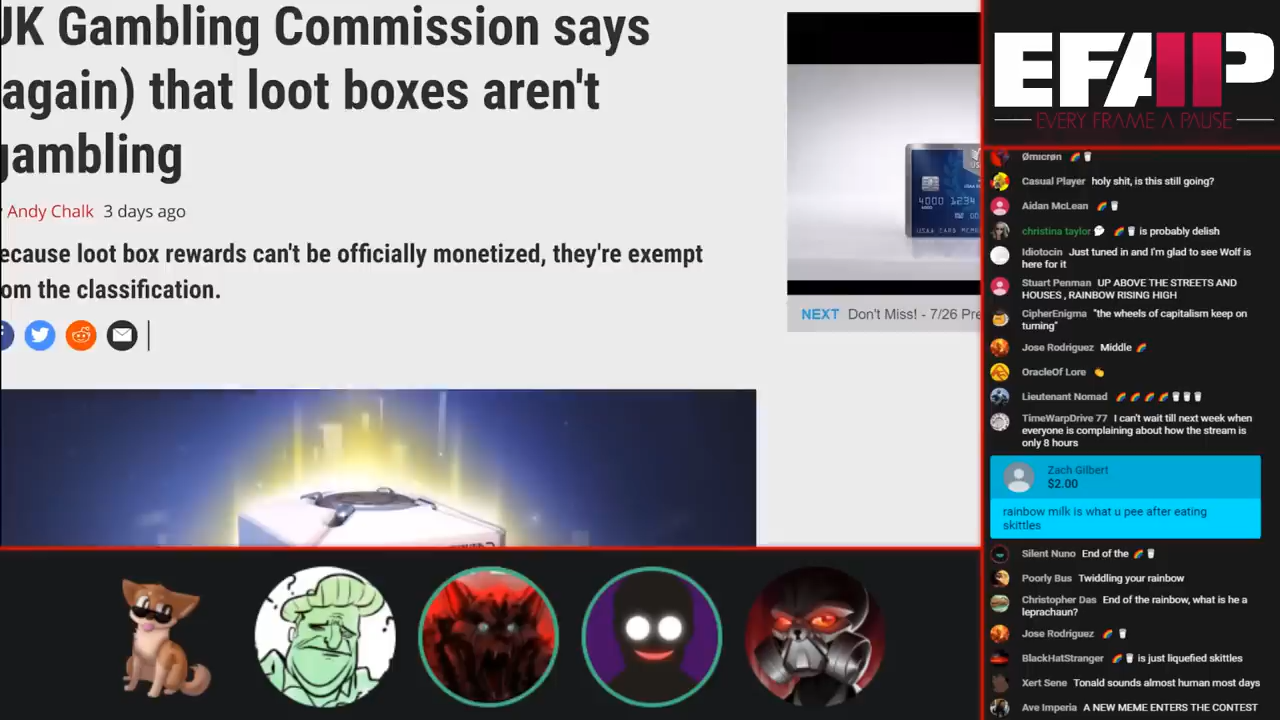 UK Gambling Commission says
again) that loot boxes aren't
gambling
Andy Chalk 3 days ago
ecause loot box rewards can't be officially monetized, they're exempt
om the classification.
4000 1234
NEXT Don't Miss! - 7/26 Pre
EFAP
EVERY FRAME A PAUSE
Ømicrøn
Casual Player holy shit, is this still going?
Aidan McLean
christina taylor is probably delish
Idiotocin Just tuned in and I'm glad to see Wolf is
here for it
Stuart Penman UP ABOVE THE STREETS AND
HOUSES , RAINBOW RISING HIGH
CipherEnigma "the wheels of capitalism keep on
turning"
Jose Rodriguez Middle
OracleOf Lore
Lieutenant Nomad
TimeWarpDrive 77 I can't wait till next week when
everyone is complaining about how the stream is
only 8 hours
Zach Gilbert
$2.00
rainbow milk is what u pee after eating
skittles
Silent Nuno End of the
Poorly Bus Twiddling your rainbow
Christopher Das End of the rainbow, what is he a
leprachaun?
Jose Rodriguez
BlackHatStranger is just liquefied skittles
Xert Sene Tonald sounds almost human most days
Ave Imperia A NEW MEME ENTERS THE CONTEST